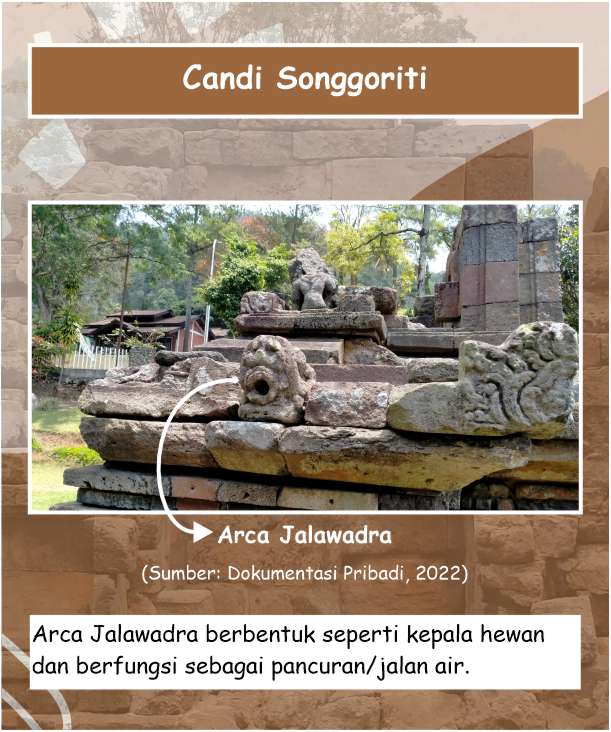 Candi Songgoriti
Arca Jalawadra
(Sumber: Dokumentasi Pribadi, 2022)
Arca Jalawadra berbentuk seperti kepala hewan
dan berfungsi sebagai pancuran/jalan air.